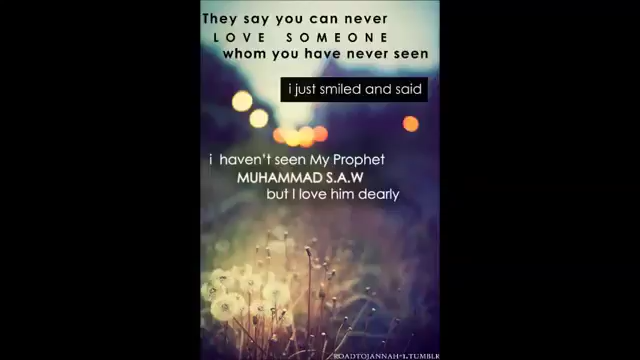 They say you can never
LOVE SOMEONE
whom you have never seen
i just smiled and said
i haven't seen My Prophet
MUHAMMAD S.A.W
but I love him dearly
ROADTOJANNAH-1.TUMBLR